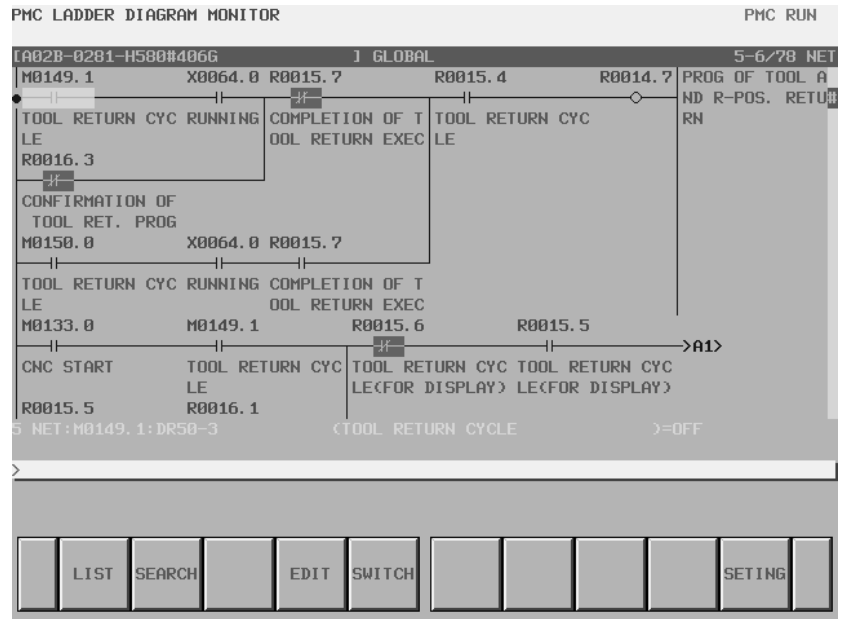 PMC LADDER DIAGRAM MONITOR PMC RUN
[A02B-0281-H580#406G ] GLOBAL 5-6/78 NET
M0149.1 X0064.0 R0015.7 R0015.4 R0014.7 PROG OF TOOL A
ND R-POS. RETU#
TOOL RETURN CYC RUNNING COMPLETION OF T TOOL RETURN CYC RN
LE OOL RETURN EXEC LE
R0016.3
CONFIRMATION OF
TOOL RET. PROG
M0150.0 X0064.0 R0015.7
TOOL RETURN CYC RUNNING COMPLETION OF T
LE OOL RETURN EXEC
M0133.0 M0149.1 R0015.6 R0015.5
>A1>
CNC START TOOL RETURN CYC TOOL RETURN CYC TOOL RETURN CYC
LE LE(FOR DISPLAY) LE(FOR DISPLAY)
R0015.5 R0016.1
5 NET:M0149.1:DR50-3 (TOOL RETURN CYCLE )=OFF
>
LIST SEARCH EDIT SWITCH SETING